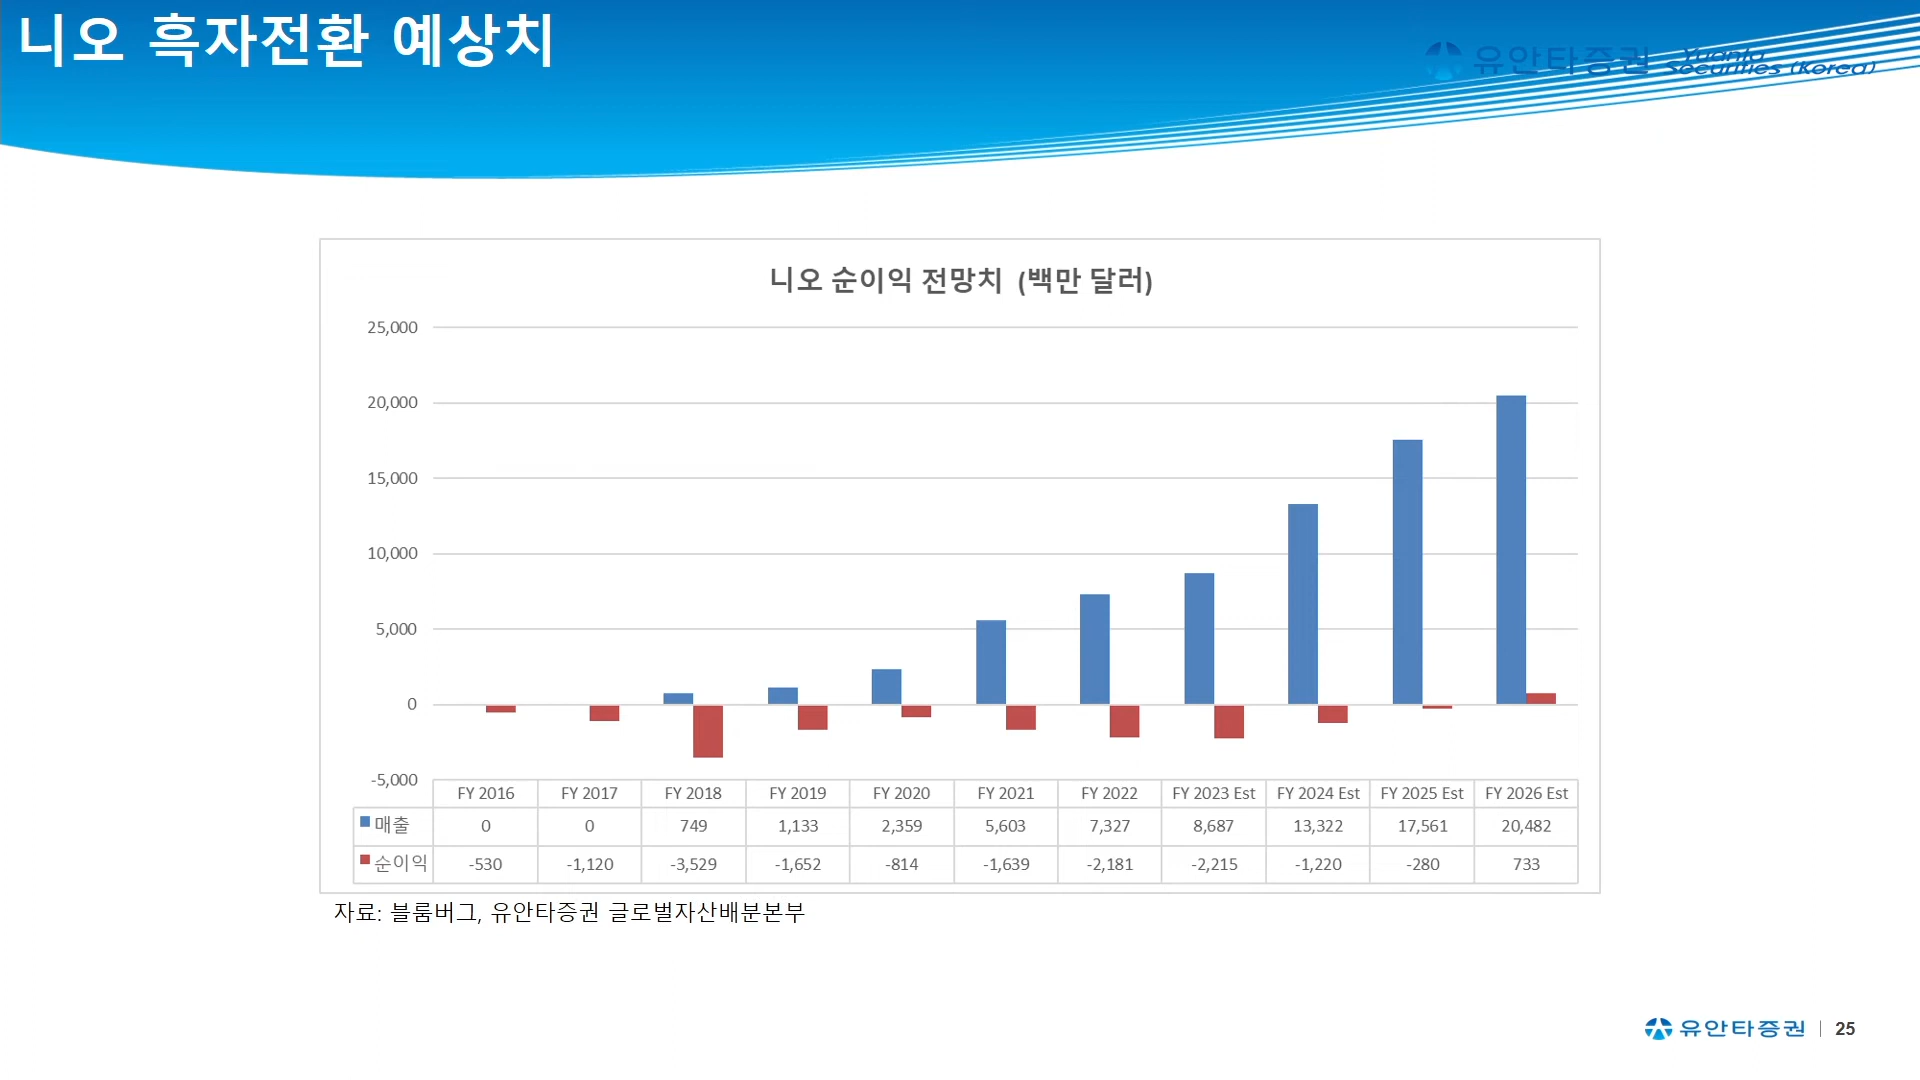 니오 흑자전환 예상치
유안타증권 Yuanta Securities (Korea)
니오 순이익 전망치 (백만 달러)
25,000
20,000
15,000
10,000
5,000
0
-5,000
FY 2016 FY 2017 FY 2018 FY 2019 FY 2020 FY 2021 FY 2022 FY 2023 Est FY 2024 Est FY 2025 Est FY 2026 Est
매출 0 0 749 1,133 2,359 5,603 7,327 8,687 13,322 17,561 20,482
순이익 -530 -1,120 -3,529 -1,652 -814 -1,639 -2,181 -2,215 -1,220 -280 733
자료: 블룸버그, 유안타증권 글로벌자산배분본부
유안타증권 | 25